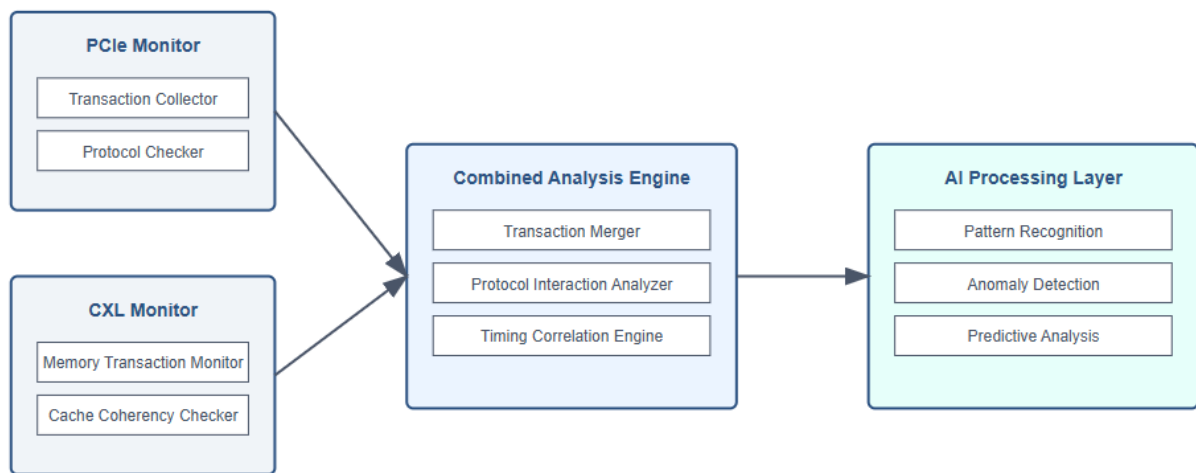 PCIe Monitor
Transaction Collector
Protocol Checker
CXL Monitor
Memory Transaction Monitor
Cache Coherency Checker
Combined Analysis Engine
Transaction Merger
Protocol Interaction Analyzer
Timing Correlation Engine
AI Processing Layer
Pattern Recognition
Anomaly Detection
Predictive Analysis